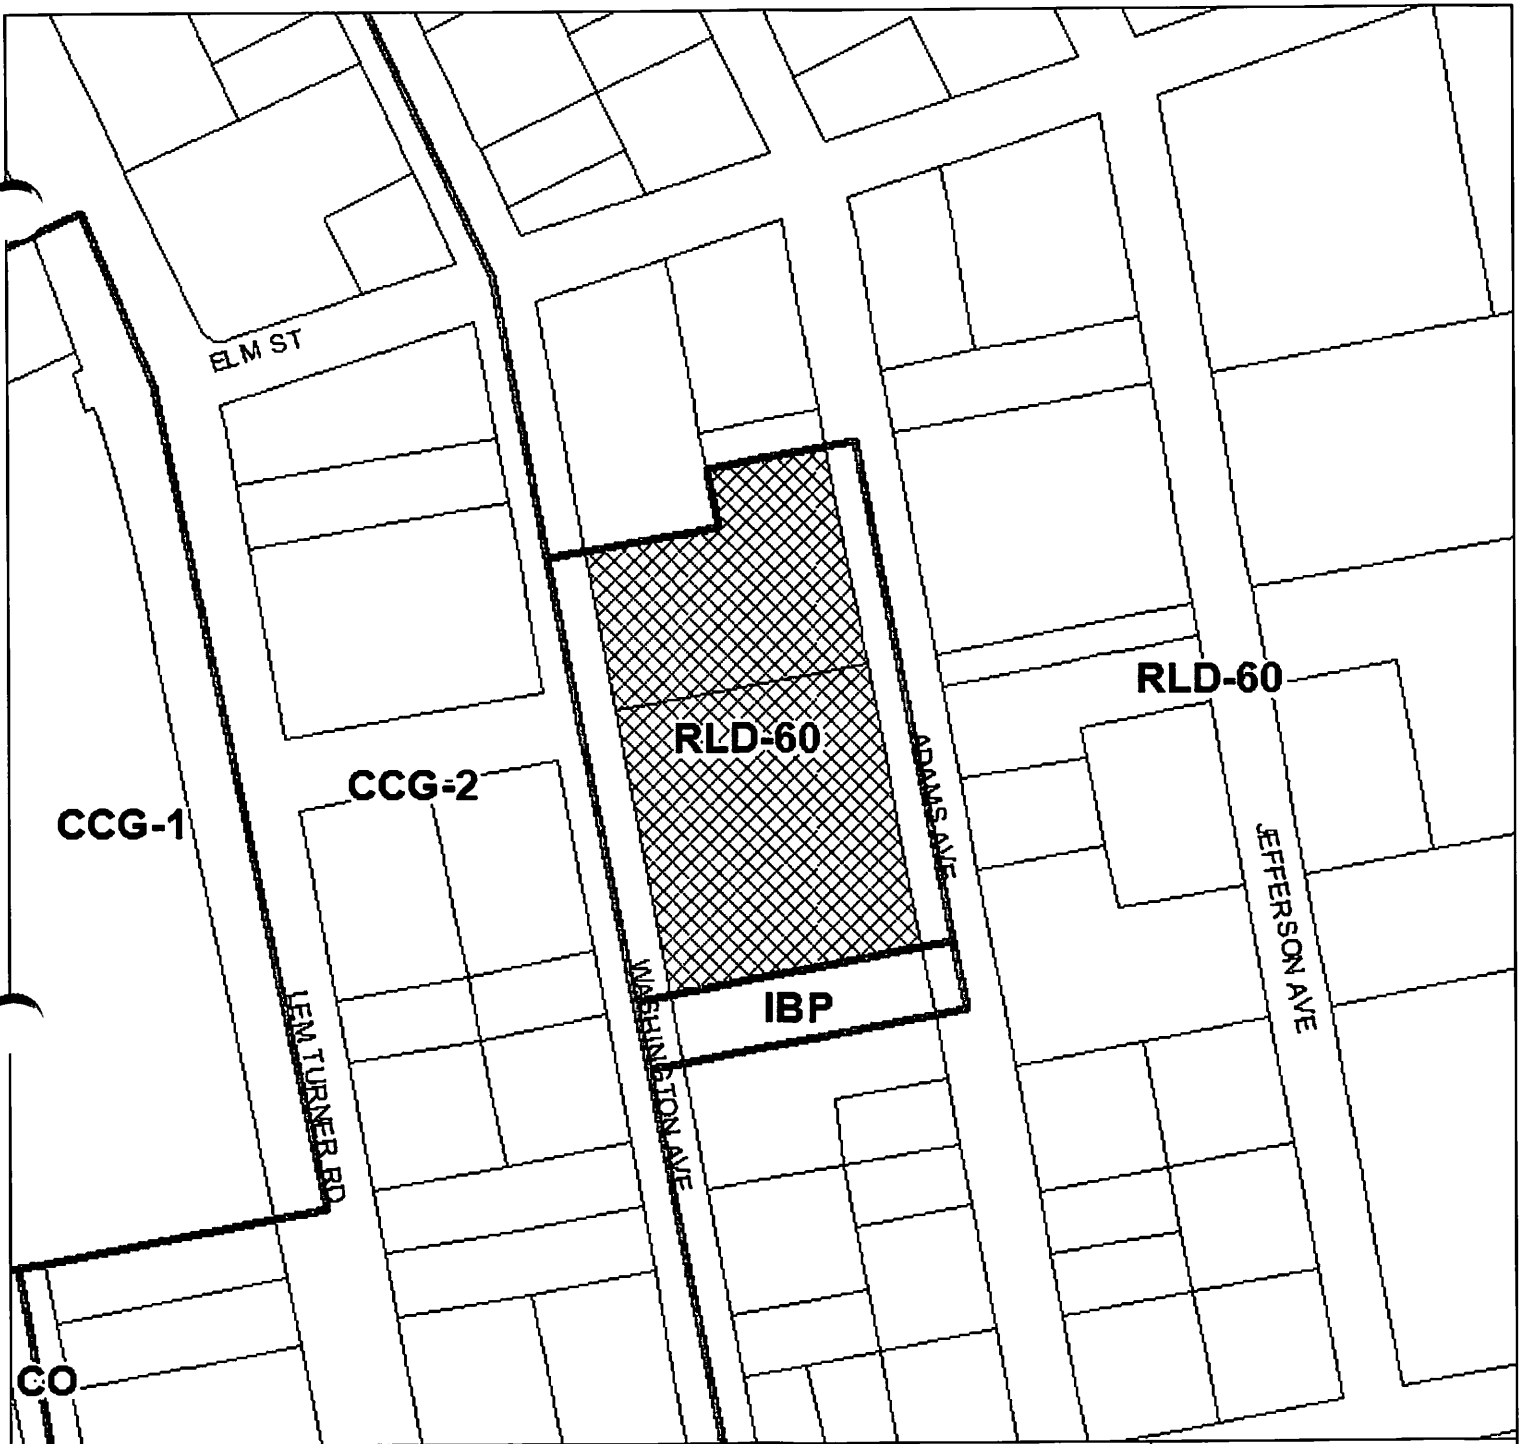 ELM ST
RLD-60
RLD-60
CCG-2
CCG-1
ADAMS AVE
JEFFERSON AVE
WASHINGTON AVE
IBP
LEM TURNER RD
CO